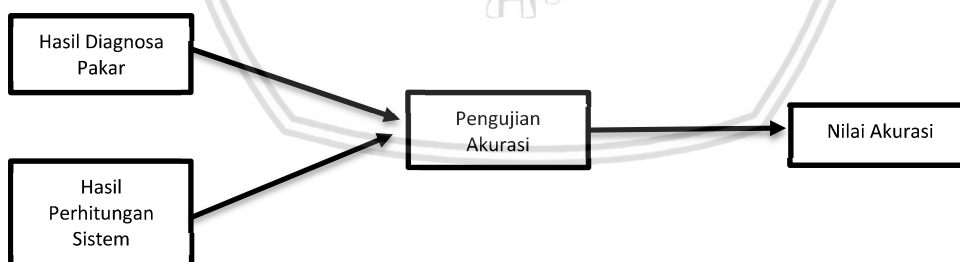 Hasil Diagnosa
Pakar
Pengujian
Akurasi
Nilai Akurasi
Hasil
Perhitungan
Sistem